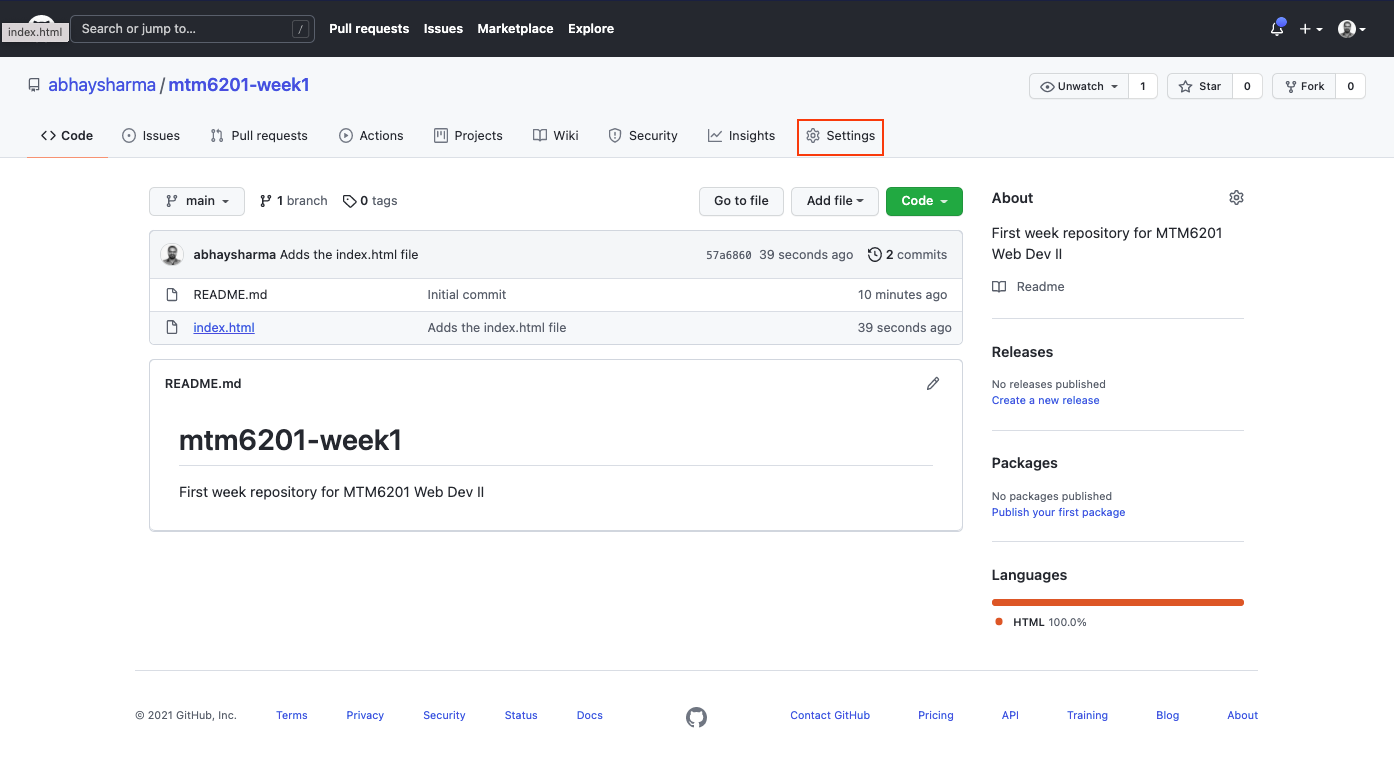 index.html
Search or jump to... /
Pull requests Issues Marketplace Explore
abhaysharma / mtm6201-week1
Unwatch 1 Star 0 Fork 0
Code Issues Pull requests Actions Projects Wiki Security Insights Settings
main 1 branch 0 tags
Go to file Add file Code
abhaysharma Adds the index.html file 57a6860 39 seconds ago 2 commits
README.md Initial commit 10 minutes ago
index.html Adds the index.html file 39 seconds ago
README.md
mtm6201-week1
First week repository for MTM6201 Web Dev II
About
First week repository for MTM6201
Web Dev II
Readme
Releases
No releases published
Create a new release
Packages
No packages published
Publish your first package
Languages
HTML 100.0%
© 2021 GitHub, Inc. Terms Privacy Security Status Docs Contact GitHub Pricing API Training Blog About